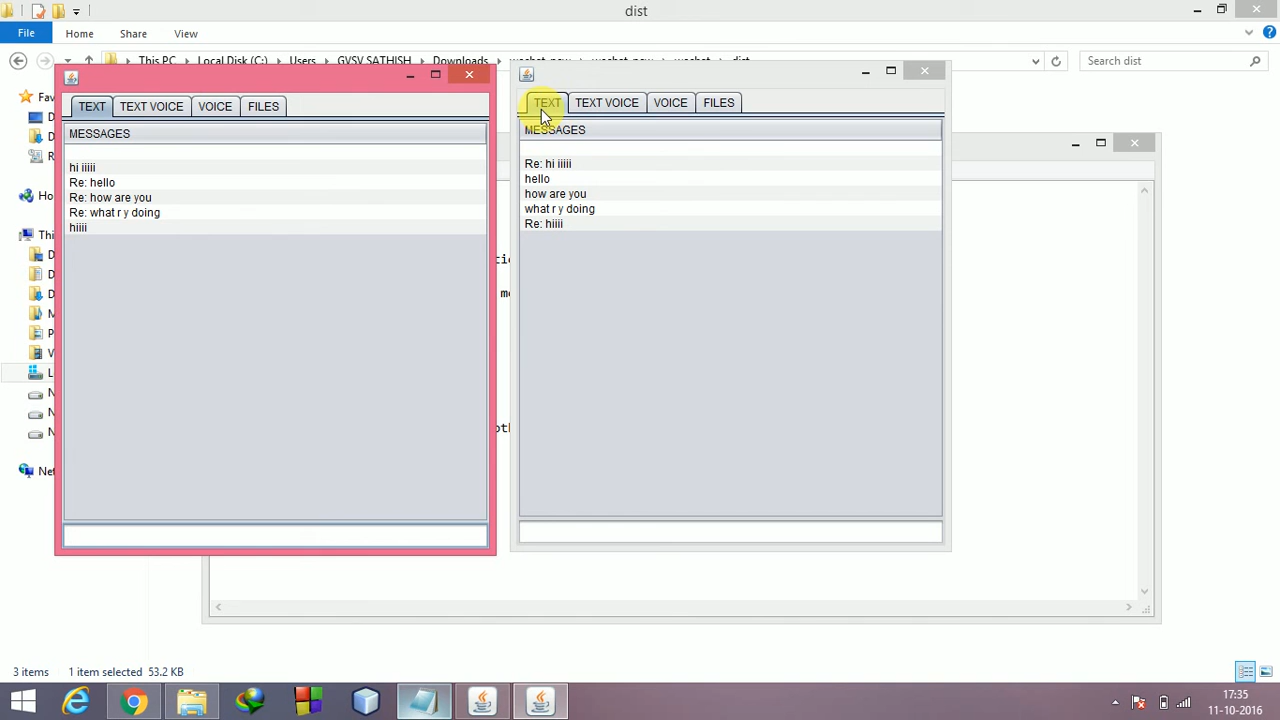 dist
File Home Share View
This PC Local Disk (C:) Users GVSV SATHISH Downloads dist
Search dist
TEXT TEXT VOICE VOICE FILES
MESSAGES
hi iiiii
Re: hello
Re: how are you
Re: what r y doing
hiiii
TEXT TEXT VOICE VOICE FILES
MESSAGES
Re: hi iiiii
hello
how are you
what r y doing
Re: hiiii
3 items 1 item selected 53.2 KB
17:35
11-10-2016